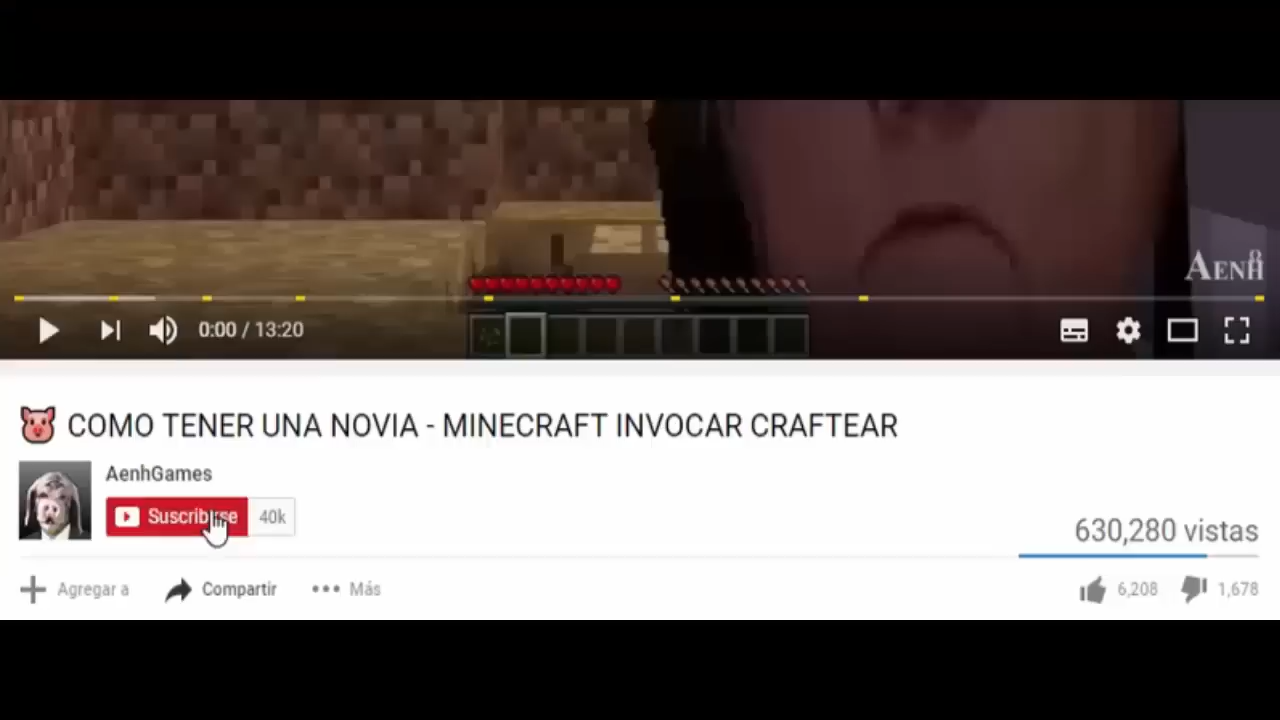 AENH
0:00 / 13:20
COMO TENER UNA NOVIA - MINECRAFT INVOCAR CRAFTEAR
AenhGames
Suscribirse 40k
630,280 vistas
Agregar a Compartir Más 6,208 1,678